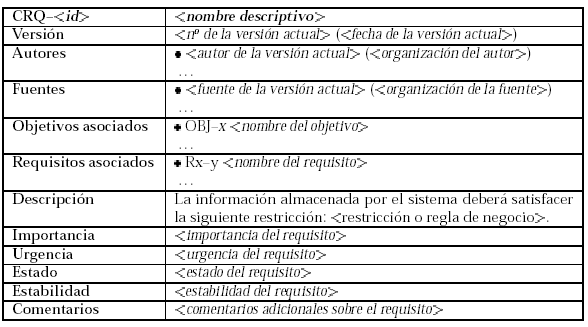 CRQ–<id> <nombre descriptivo>
Versión <nº de la versión actual> (<fecha de la versión actual>)
Autores • <autor de la versión actual> (<organización del autor>)
…
Fuentes • <fuente de la versión actual> (<organización de la fuente>)
…
Objetivos asociados • OBJ–x <nombre del objetivo>
…
Requisitos asociados • Rx–y <nombre del requisito>
…
Descripción La información almacenada por el sistema deberá satisfacer
la siguiente restricción: <restricción o regla de negocio>.
Importancia <importancia del requisito>
Urgencia <urgencia del requisito>
Estado <estado del requisito>
Estabilidad <estabilidad del requisito>
Comentarios <comentarios adicionales sobre el requisito>